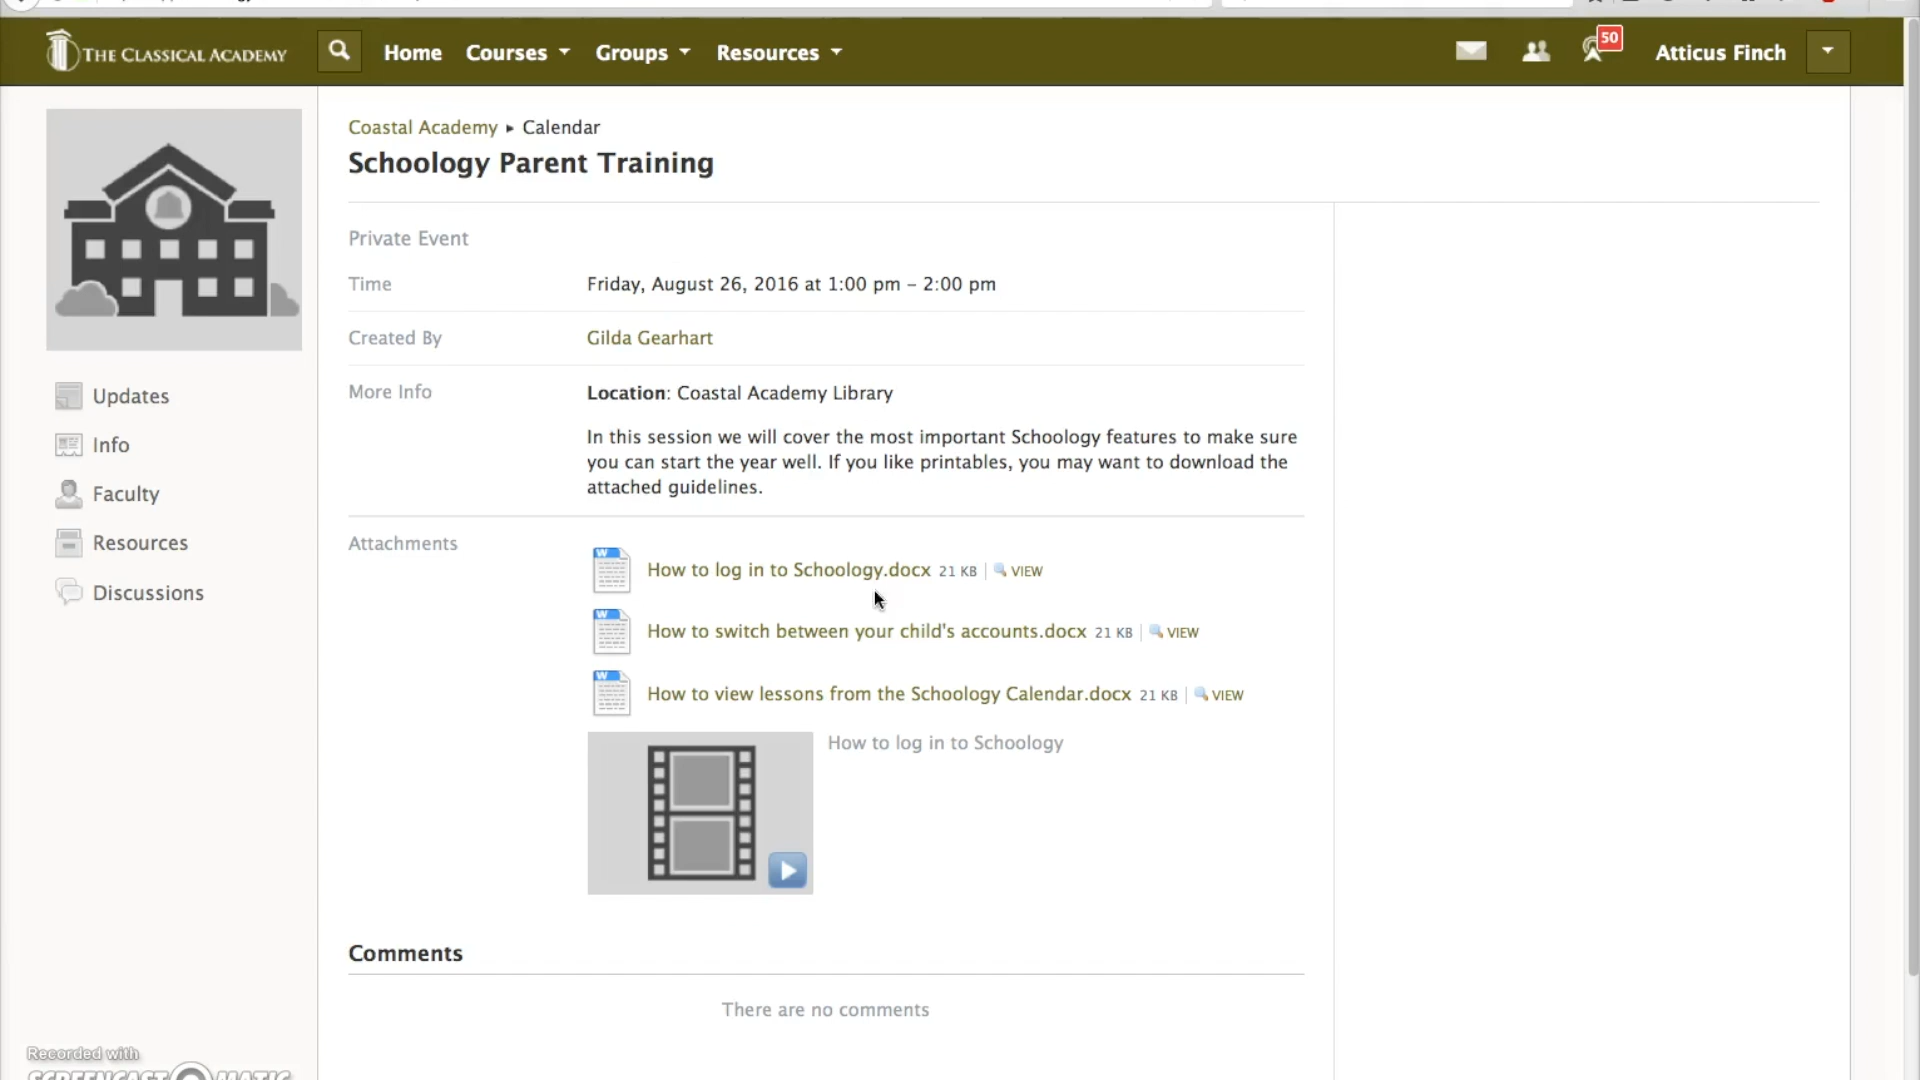 THE CLASSICAL ACADEMY
Home
Courses
Groups
Resources
50
Atticus Finch
Coastal Academy ▸ Calendar
Schoology Parent Training
Private Event
Time
Friday, August 26, 2016 at 1:00 pm – 2:00 pm
Created By
Gilda Gearhart
More Info
Location: Coastal Academy Library
In this session we will cover the most important Schoology features to make sure
you can start the year well. If you like printables, you may want to download the
attached guidelines.
Updates
Info
Faculty
Resources
Discussions
Attachments
W
How to log in to Schoology.docx 21 KB | VIEW
W
How to switch between your child's accounts.docx 21 KB | VIEW
W
How to view lessons from the Schoology Calendar.docx 21 KB | VIEW
How to log in to Schoology
Comments
There are no comments
Recorded with
SCREENCAST MATIC